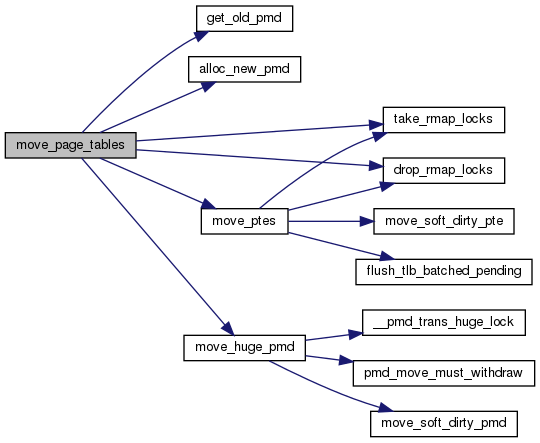 get_old_pmd
alloc_new_pmd
move_page_tables
take_rmap_locks
drop_rmap_locks
move_ptes
move_soft_dirty_pte
flush_tlb_batched_pending
move_huge_pmd
__pmd_trans_huge_lock
pmd_move_must_withdraw
move_soft_dirty_pmd